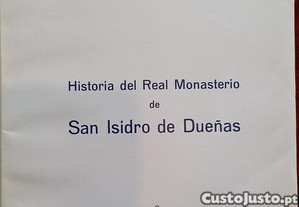 Historia del Real Monasterio
de
San Isidro de Dueñas
CustoJusto.pt